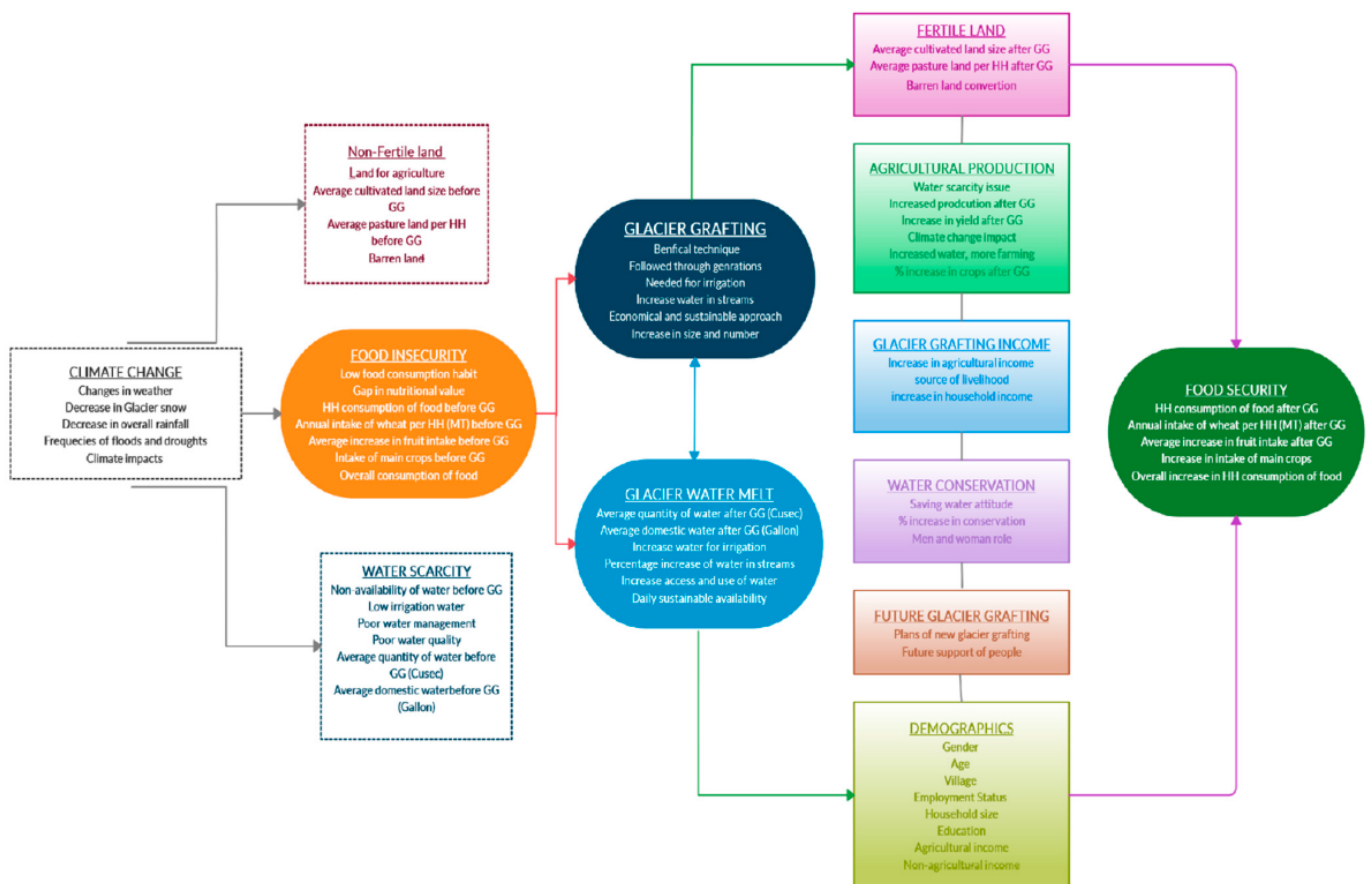 CLIMATE CHANGE
Changes in weather
Decrease in Glacier snow
Decrease in overall rainfall
Frequecies of floods and droughts
Climate impacts
Non-Fertile land
Land for agriculture
Average cultivated land size before
GG
Average pasture land per HH
before GG
Barren land
FOOD INSECURITY
Low food consumption habit
Gap in nutritional value
HH consumption of food before GG
Annual intake of wheat per HH (MT) before GG
Average increase in fruit intake before GG
Intake of main crops before GG
Overall consumption of food
WATER SCARCITY
Non-availability of water before GG
Low irrigation water
Poor water management
Poor water quality
Average quantity of water before
GG (Cusec)
Average domestic waterbefore GG
(Gallon)
GLACIER GRAFTING
Benfical technique
Followed through genrations
Needed fior irrigation
Increase water in streams
Economical and sustainable approach
Increase in size and number
GLACIER WATER MELT
Average quantity of water after GG (Cusec)
Average domestic water after GG (Gallon)
Increase water for irrigation
Percentage increase of water in streams
Increase access and use of water
Daily sustainable availability
FERTILE LAND
Average cultivated land size after GG
Average pasture land per HH after GG
Barren land convertion
AGRICULTURAL PRODUCTION
Water scarcity issue
Increased prodcution after GG
Increase in yield after GG
Climate change impact
Increased water, more farming
% increase in crops after GG
GLACIER GRAFTING INCOME
Increase in agricultural income
source of livelihood
increase in household income
WATER CONSERVATION
Saving water attitude
% increase in conservation
Men and woman role
FUTURE GLACIER GRAFTING
Plans of new glacier grafting
Future support of people
DEMOGRAPHICS
Gender
Age
Village
Employment Status
Household size
Education
Agricultural income
Non-agricultural income
FOOD SECURITY
HH consumption of food after GG
Annual intake of wheat per HH (MT) after GG
Average increase in fruit intake after GG
Increase in intake of main crops
Overall increase in HH consumption of food